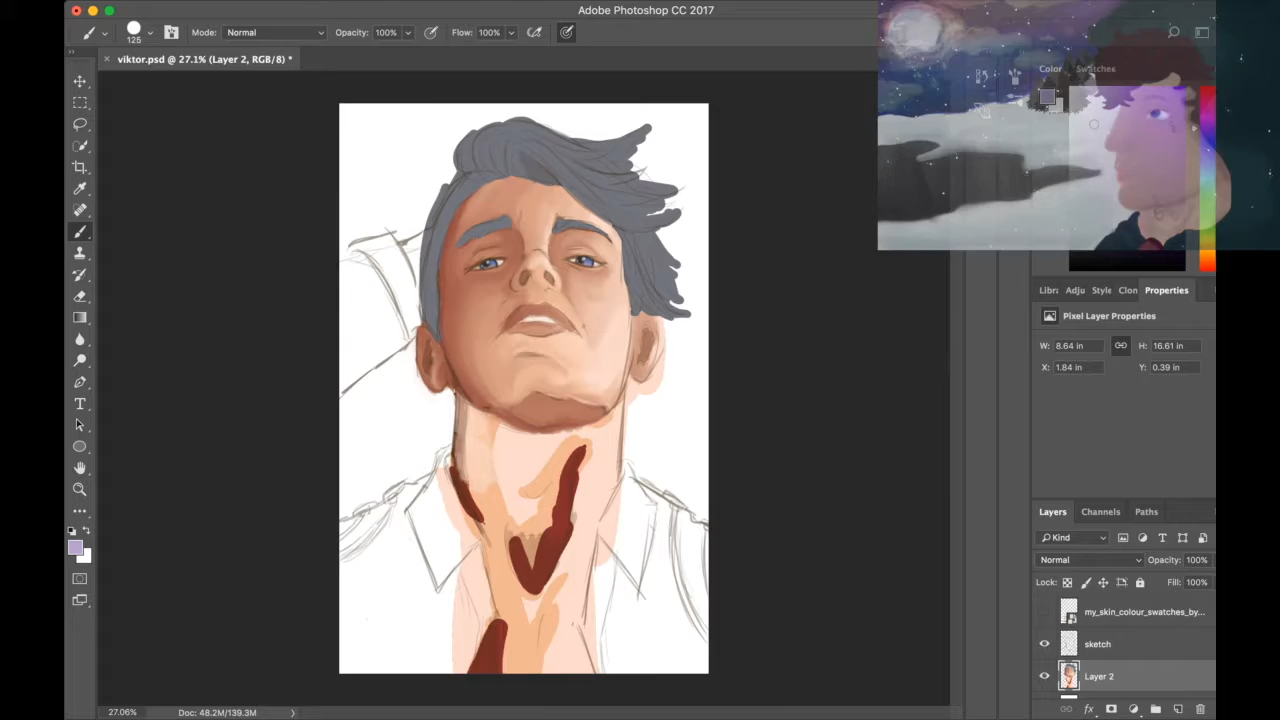 Adobe Photoshop CC 2017
125
Mode: Normal Opacity: 100% Flow: 100%
viktor.psd @ 27.1% (Layer 2, RGB/8) *
Color Swatches
Libra Adju Style Clon Properties
Pixel Layer Properties
W: 8.64 in H: 16.61 in
X: 1.84 in Y: 0.39 in
Layers Channels Paths
Kind
Normal Opacity: 100%
Lock: Fill: 100%
my_skin_colour_swatches_by...
sketch
Layer 2
fx
27.06% Doc: 48.2M/139.3M